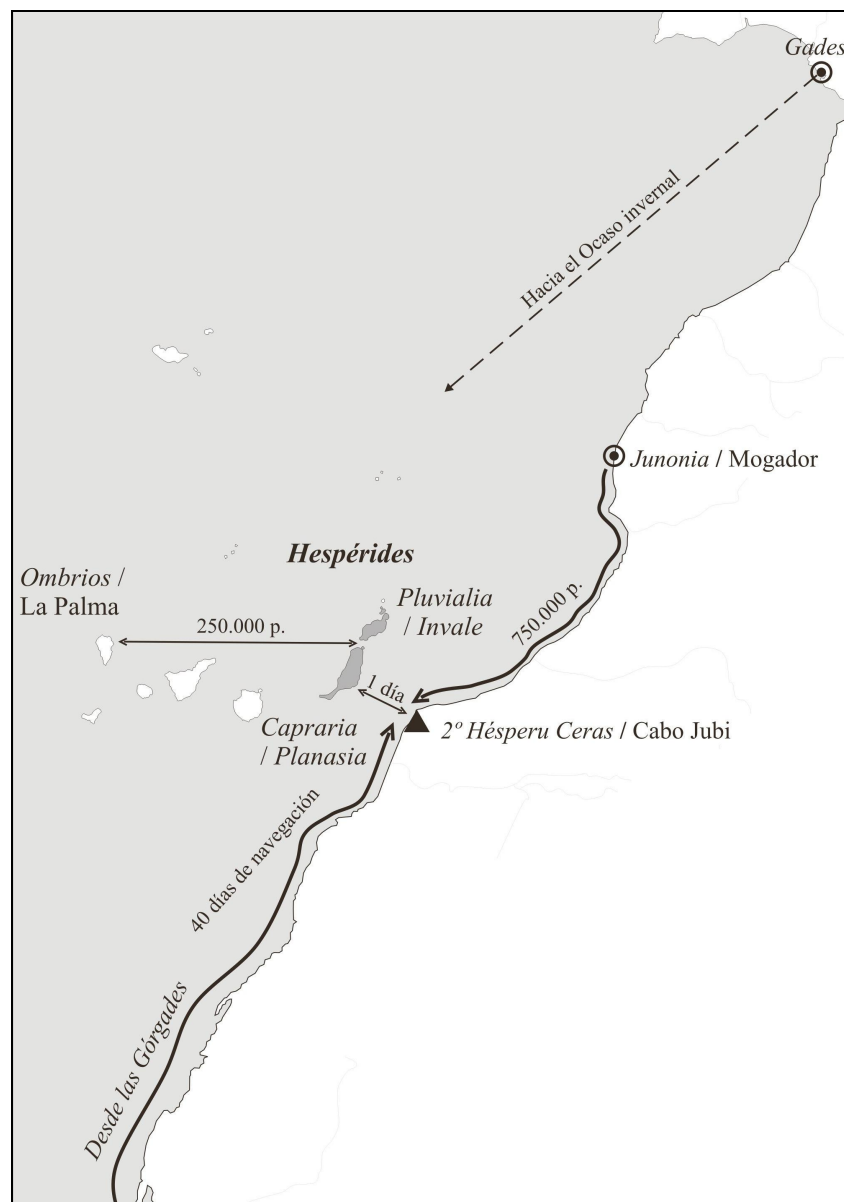 Gades
Hacia el Ocaso invernal
Junonia / Mogador
Hespérides
Ombrios /
La Palma
250.000 p.
Pluvialia
/ Invale
750.000 p.
1 día
Capraria
/ Planasia
2º Hésperu Ceras / Cabo Jubi
40 días de navegación
Desde las Górgades